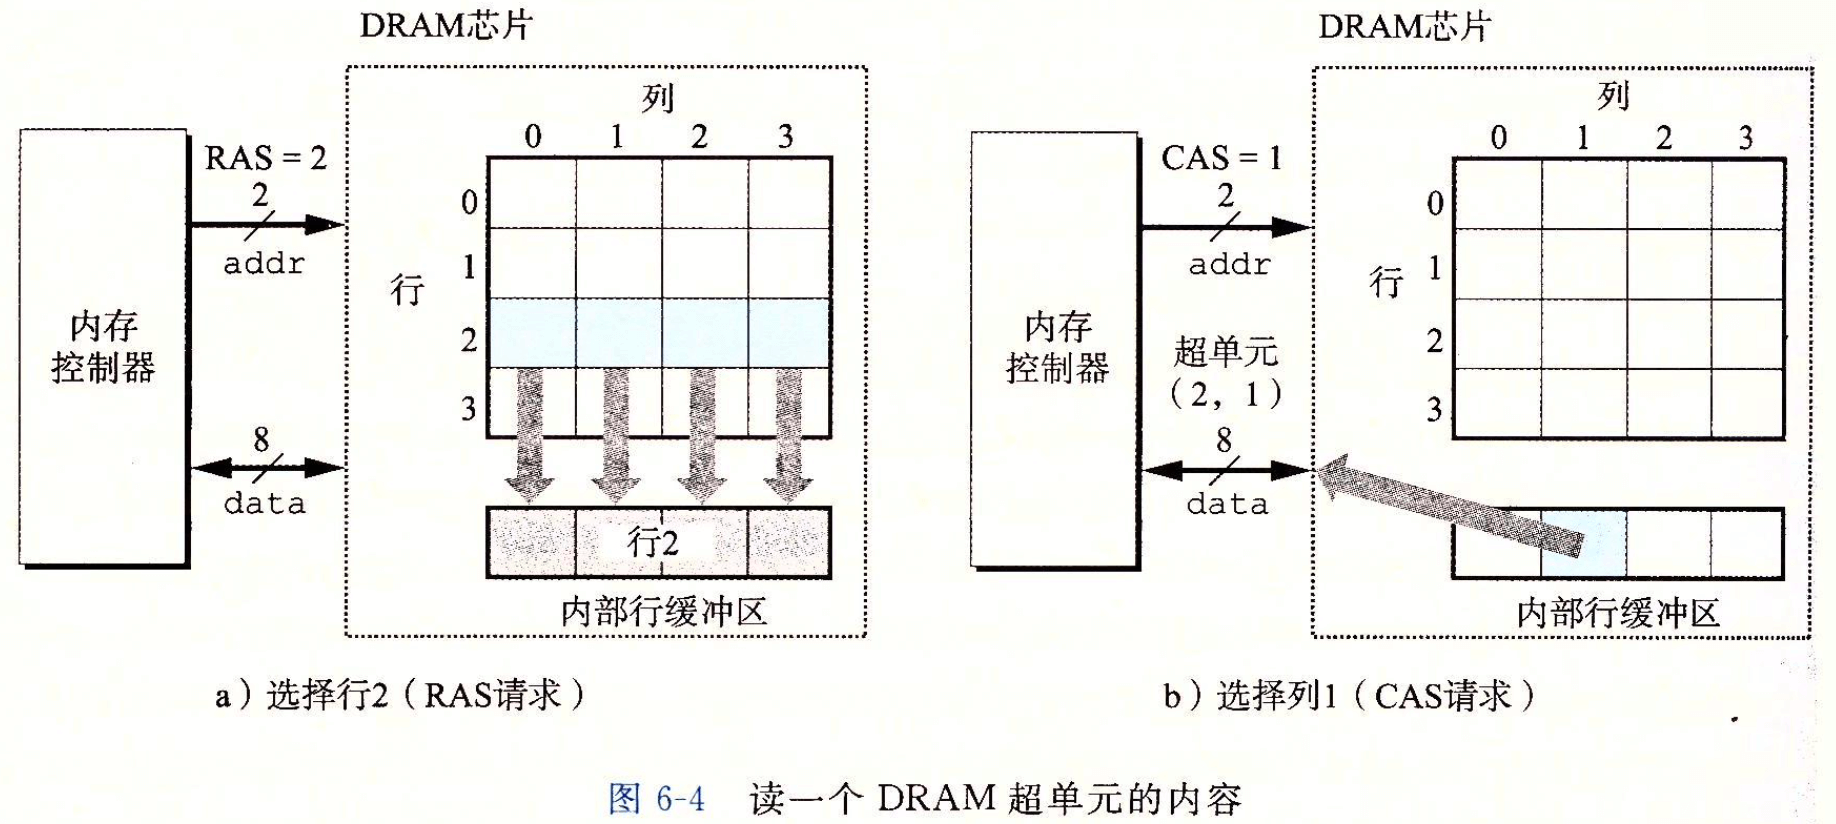 DRAM芯片
列
0 1 2 3
RAS = 2
2
addr
行
0
1
2
3
内存
控制器
8
data
行2
内部行缓冲区
a）选择行2（RAS请求）
DRAM芯片
列
0 1 2 3
CAS = 1
2
addr
行
0
1
2
3
内存
控制器
超单元
（2，1）
8
data
内部行缓冲区
b）选择列1（CAS请求）
图 6-4 读一个 DRAM 超单元的内容